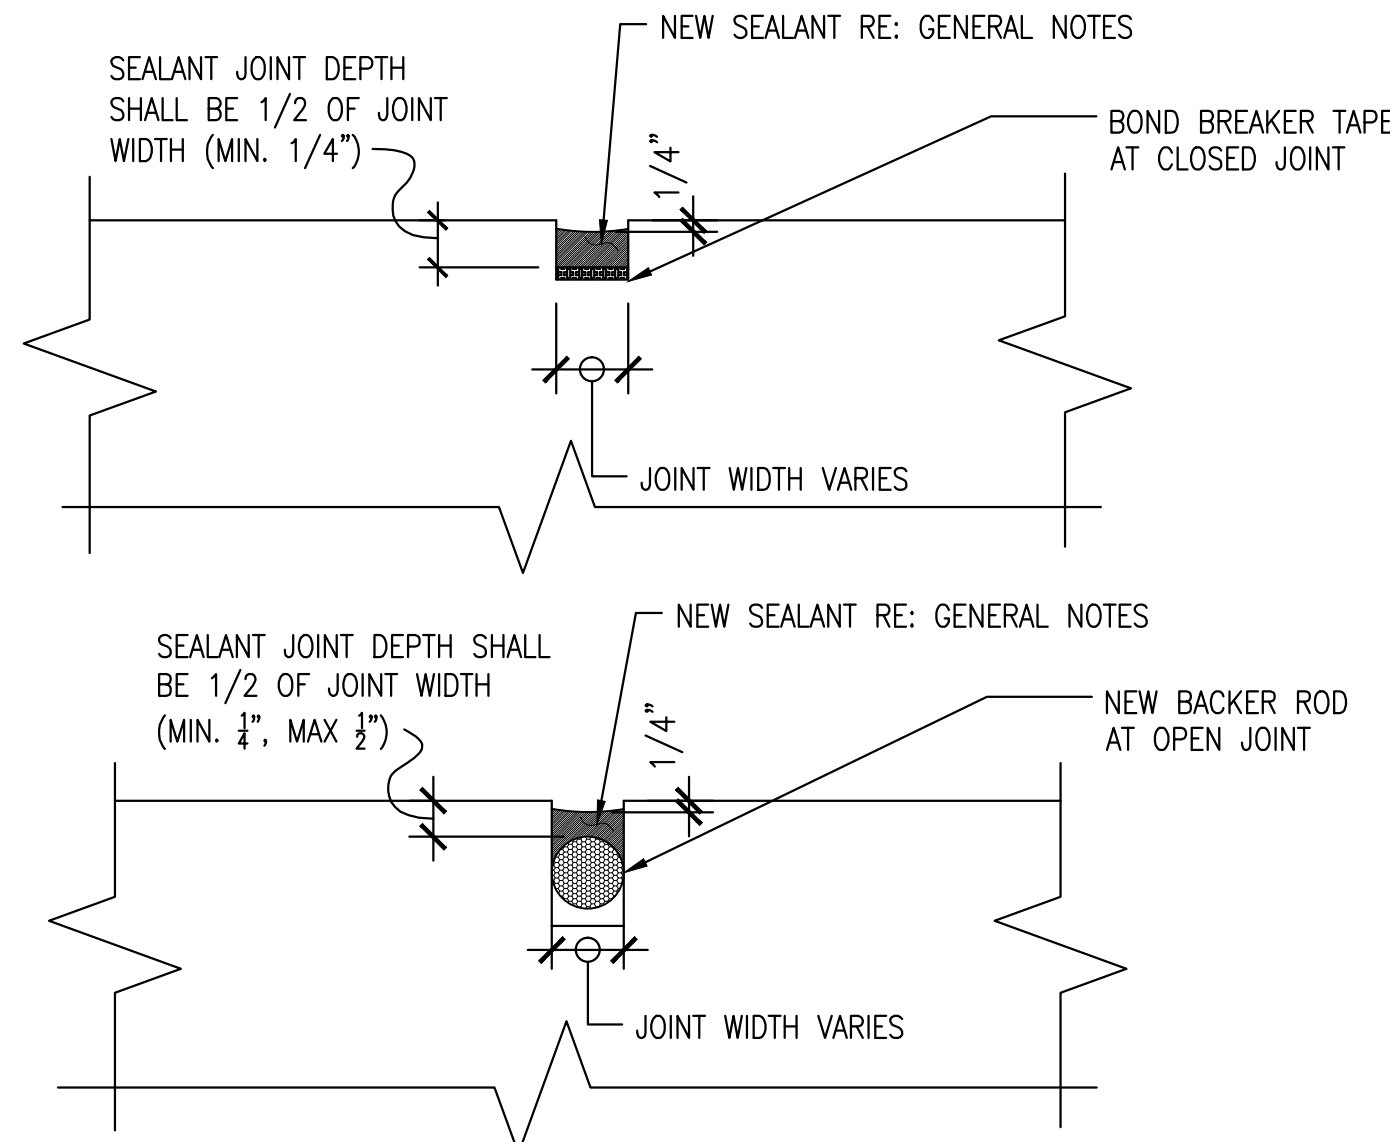 NEW SEALANT RE: GENERAL NOTES
SEALANT JOINT DEPTH
SHALL BE 1/2 OF JOINT
WIDTH (MIN. 1/4")
1/4"
BOND BREAKER TAPE
AT CLOSED JOINT
JOINT WIDTH VARIES
NEW SEALANT RE: GENERAL NOTES
SEALANT JOINT DEPTH SHALL
BE 1/2 OF JOINT WIDTH
(MIN. 1/4", MAX 1/2")
1/4"
NEW BACKER ROD
AT OPEN JOINT
JOINT WIDTH VARIES